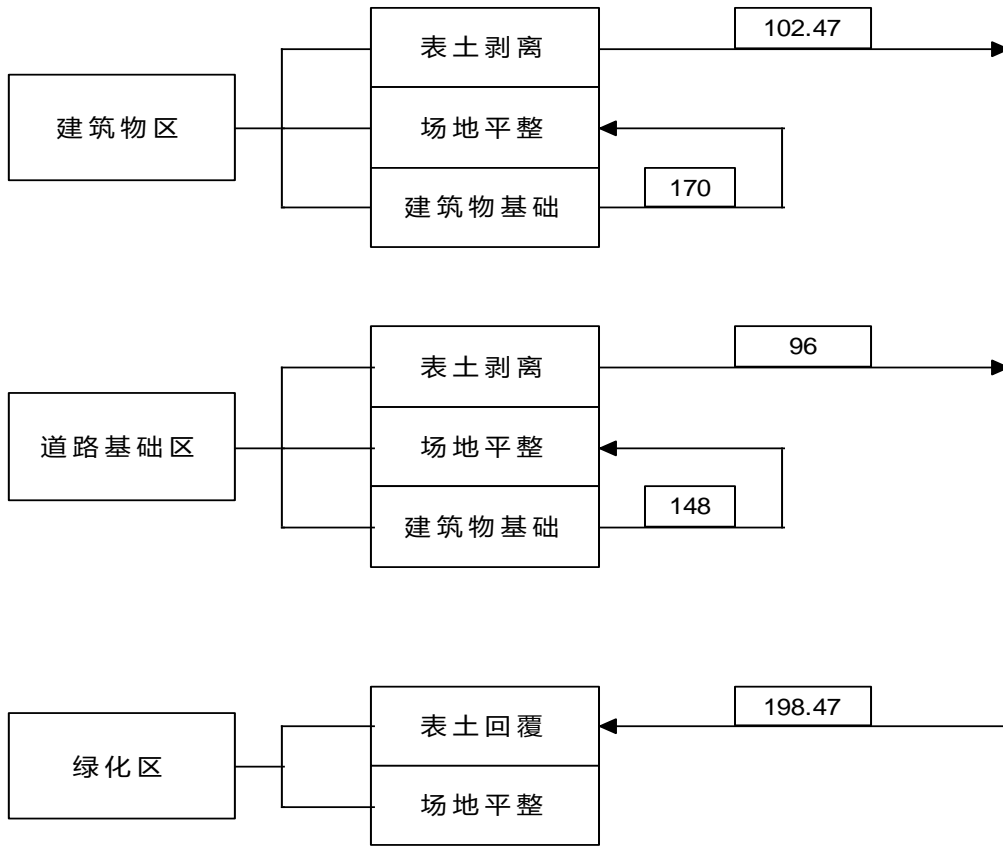 102.47
表土剥离
建筑物区
场地平整
170
建筑物基础
96
表土剥离
道路基础区
场地平整
148
建筑物基础
198.47
表土回覆
绿化区
场地平整